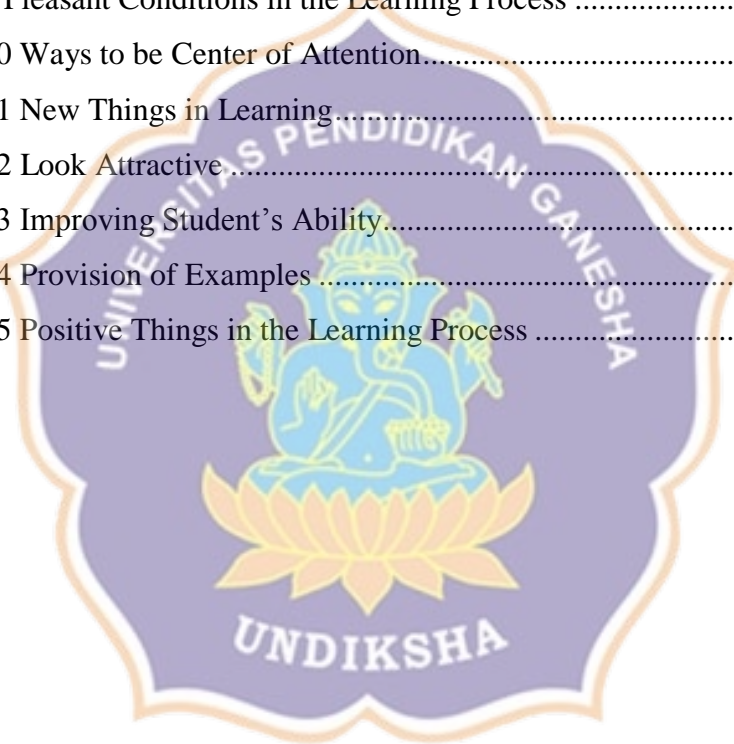 Pleasant Conditions in the Learning Process ....................
0 Ways to be Center of Attention.......................................
1 New Things in Learning..................................................
2 Look Attractive ...............................................................
3 Improving Student’s Ability............................................
4 Provision of Examples ....................................................
5 Positive Things in the Learning Process .........................
UNIVERSITAS PENDIDIKAN GANESHA
UNDIKSHA